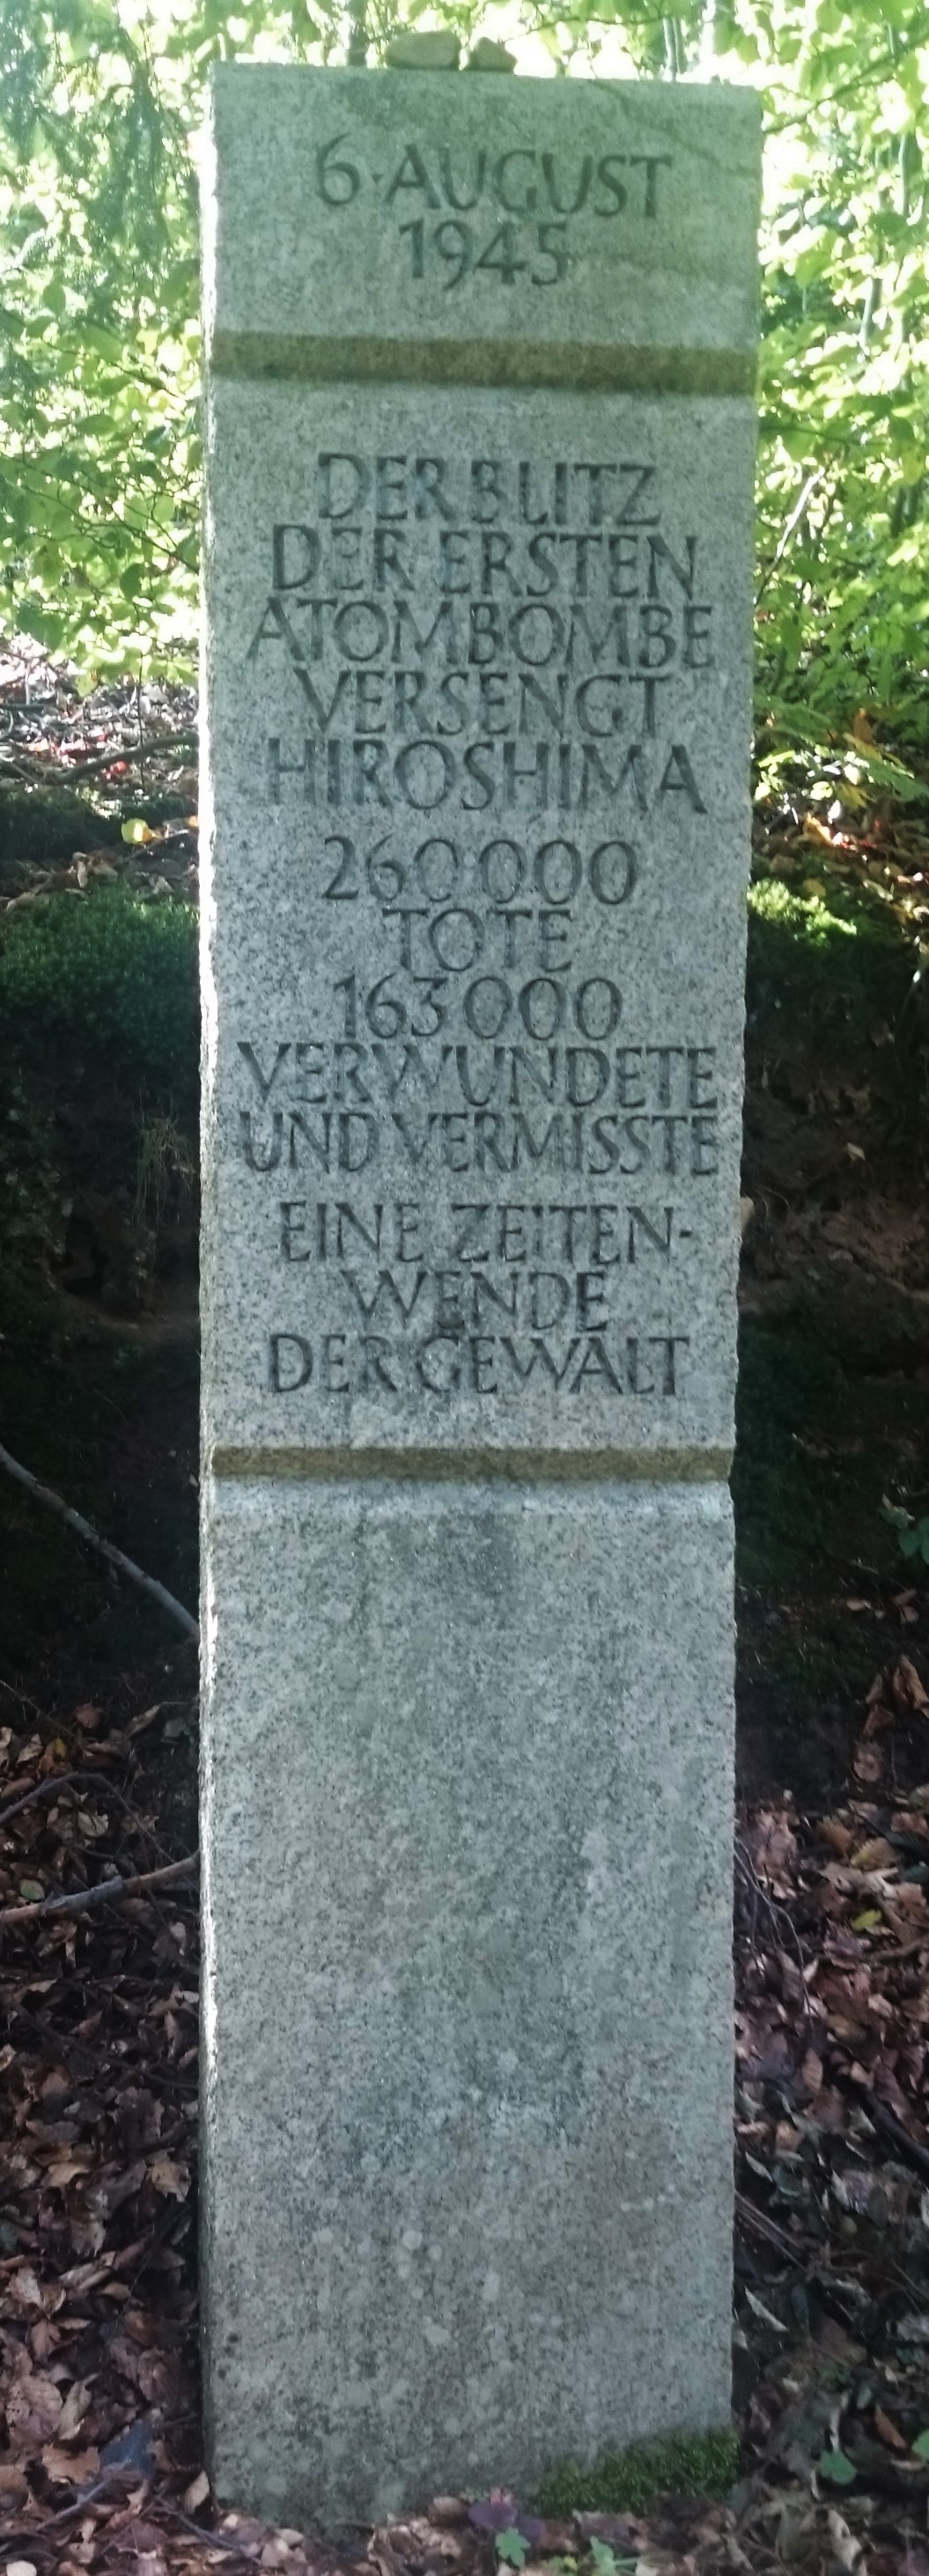 6·AUGUST
1945
DER BLITZ
DER ERSTEN
ATOMBOMBE
VERSENGT
HIROSHIMA
260 000
TOTE
163 000
VERWUNDETE
UND VERMISSTE
EINE ZEITEN-
WENDE
DER GEWALT